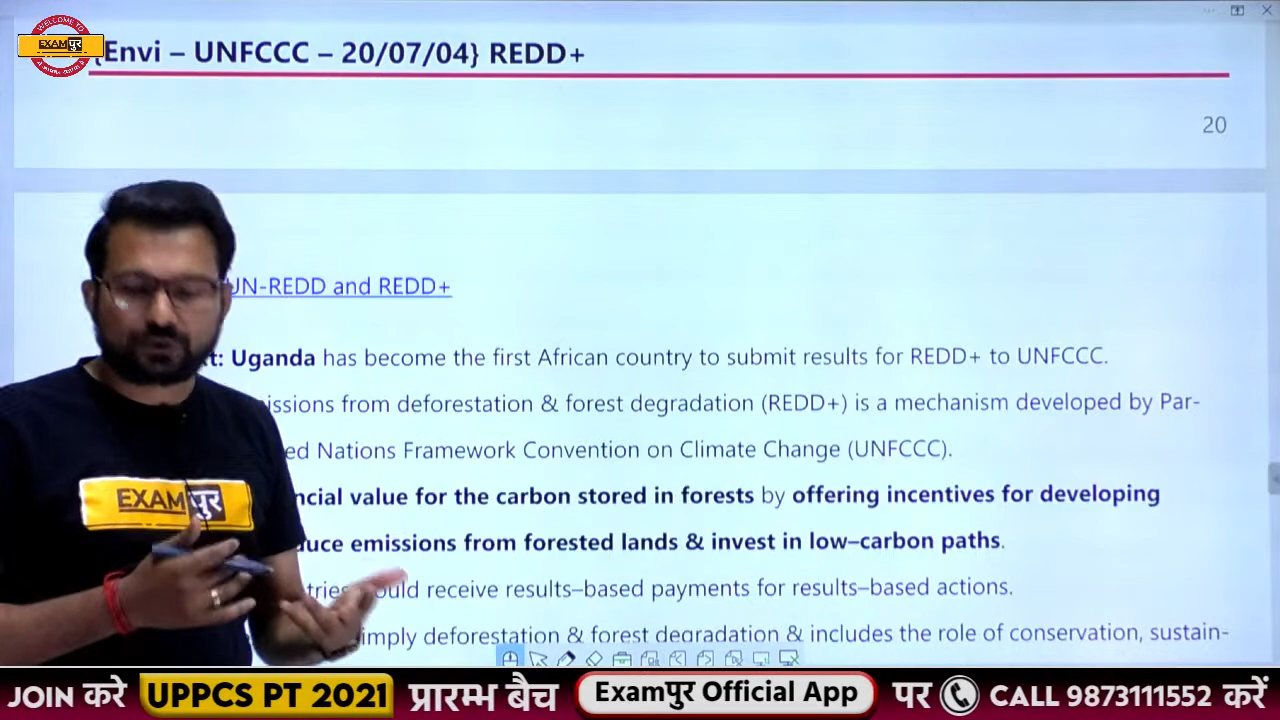 WELCOME TO
EXAMपुर
{Envi – UNFCCC – 20/07/04} REDD+
20
UN-REDD and REDD+
t: Uganda has become the first African country to submit results for REDD+ to UNFCCC.
issions from deforestation & forest degradation (REDD+) is a mechanism developed by Par-
ed Nations Framework Convention on Climate Change (UNFCCC).
ncial value for the carbon stored in forests by offering incentives for developing
duce emissions from forested lands & invest in low–carbon paths.
tries ould receive results–based payments for results–based actions.
imply deforestation & forest degradation & includes the role of conservation, sustain-
EXAMपुर
JOIN करे UPPCS PT 2021 प्रारम्भ बैच Examपुर Official App पर CALL 9873111552 करें